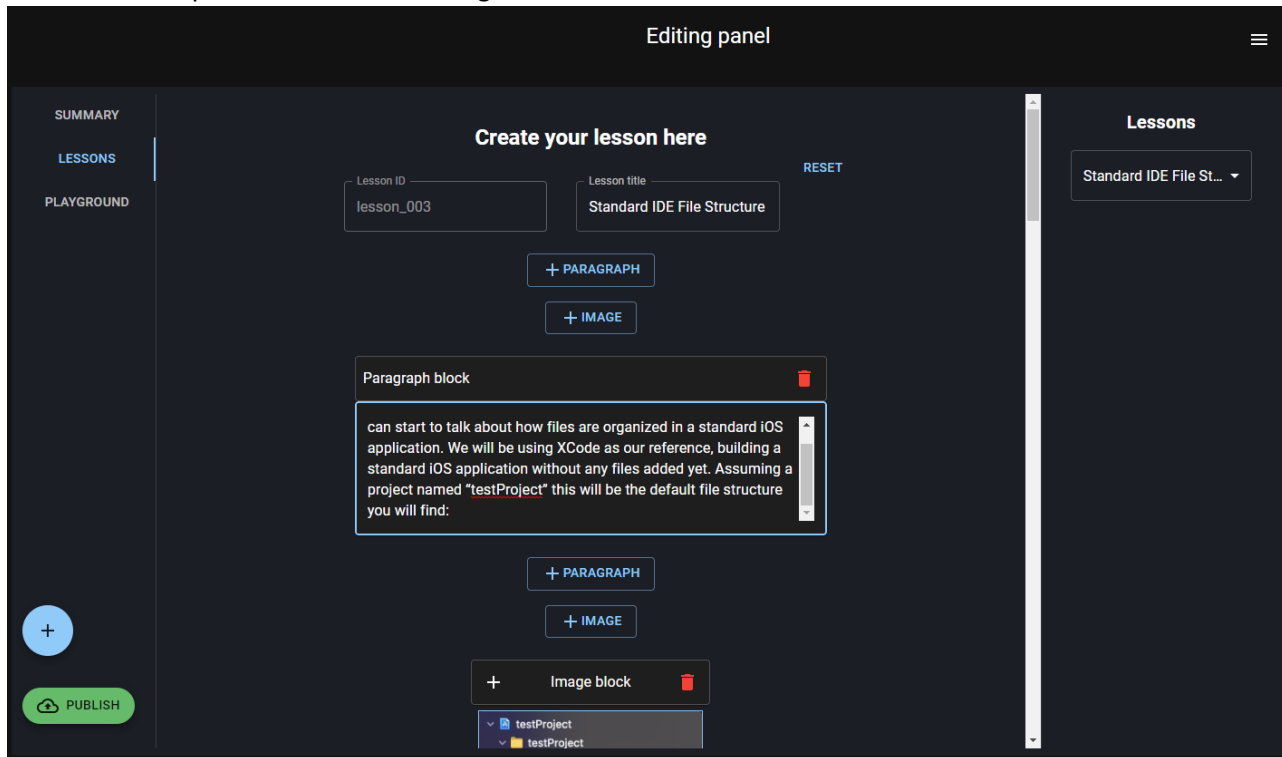 Editing panel
SUMMARY
LESSONS
PLAYGROUND
Create your lesson here
RESET
Lesson ID
lesson_003
Lesson title
Standard IDE File Structure
+ PARAGRAPH
+ IMAGE
Paragraph block
can start to talk about how files are organized in a standard iOS
application. We will be using XCode as our reference, building a
standard iOS application without any files added yet. Assuming a
project named “testProject” this will be the default file structure
you will find:
+ PARAGRAPH
+ IMAGE
+ Image block
testProject
testProject
+
PUBLISH
Lessons
Standard IDE File St...